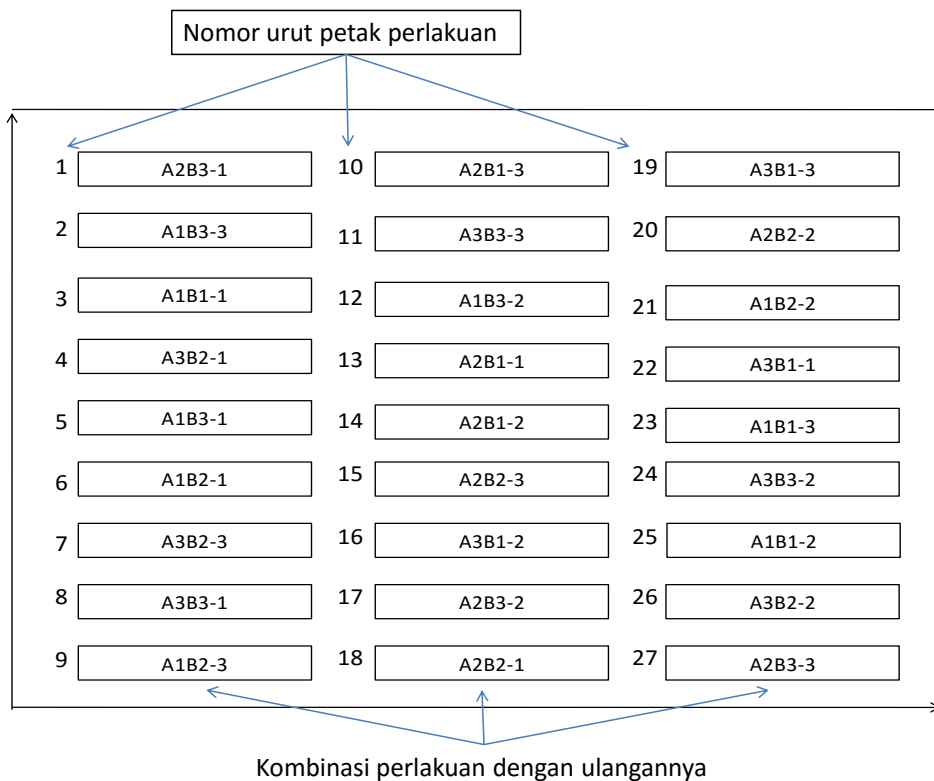 Nomor urut petak perlakuan
1 A2B3-1 10 A2B1-3 19 A3B1-3
2 A1B3-3 11 A3B3-3 20 A2B2-2
3 A1B1-1 12 A1B3-2 21 A1B2-2
4 A3B2-1 13 A2B1-1 22 A3B1-1
5 A1B3-1 14 A2B1-2 23 A1B1-3
6 A1B2-1 15 A2B2-3 24 A3B3-2
7 A3B2-3 16 A3B1-2 25 A1B1-2
8 A3B3-1 17 A2B3-2 26 A3B2-2
9 A1B2-3 18 A2B2-1 27 A2B3-3
Kombinasi perlakuan dengan ulangannya